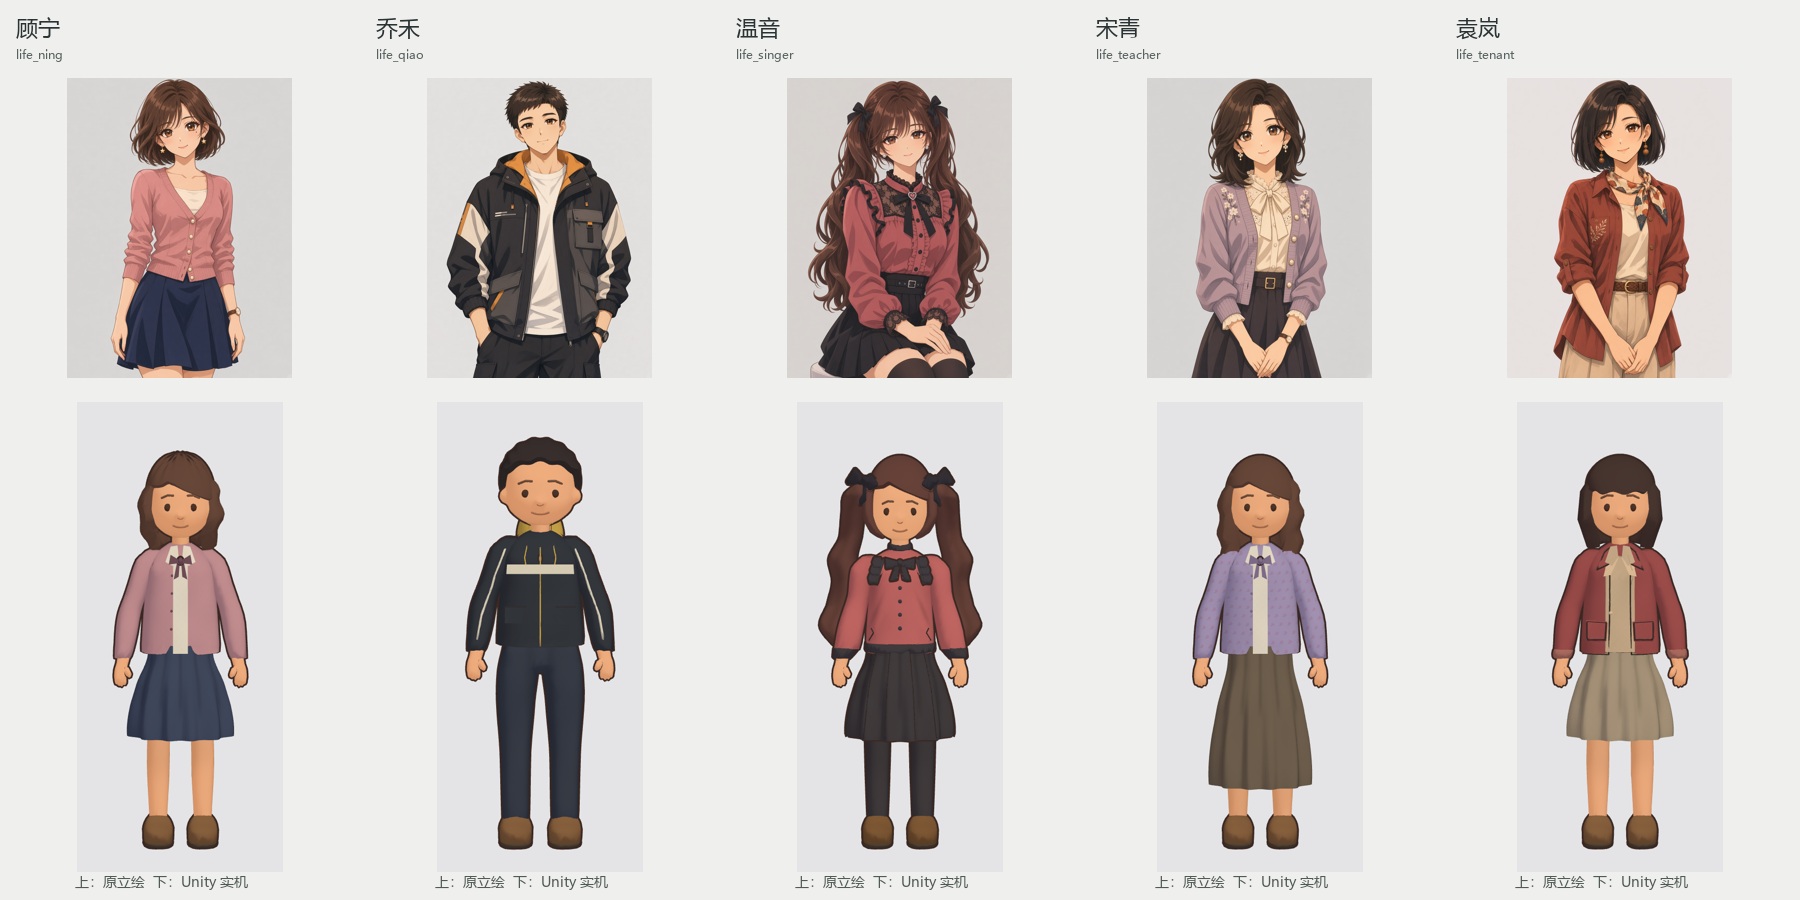 顾宁
life_ning
乔禾
life_qiao
温音
life_singer
宋青
life_teacher
袁岚
life_tenant
上：原立绘 下：Unity 实机
上：原立绘 下：Unity 实机
上：原立绘 下：Unity 实机
上：原立绘 下：Unity 实机
上：原立绘 下：Unity 实机